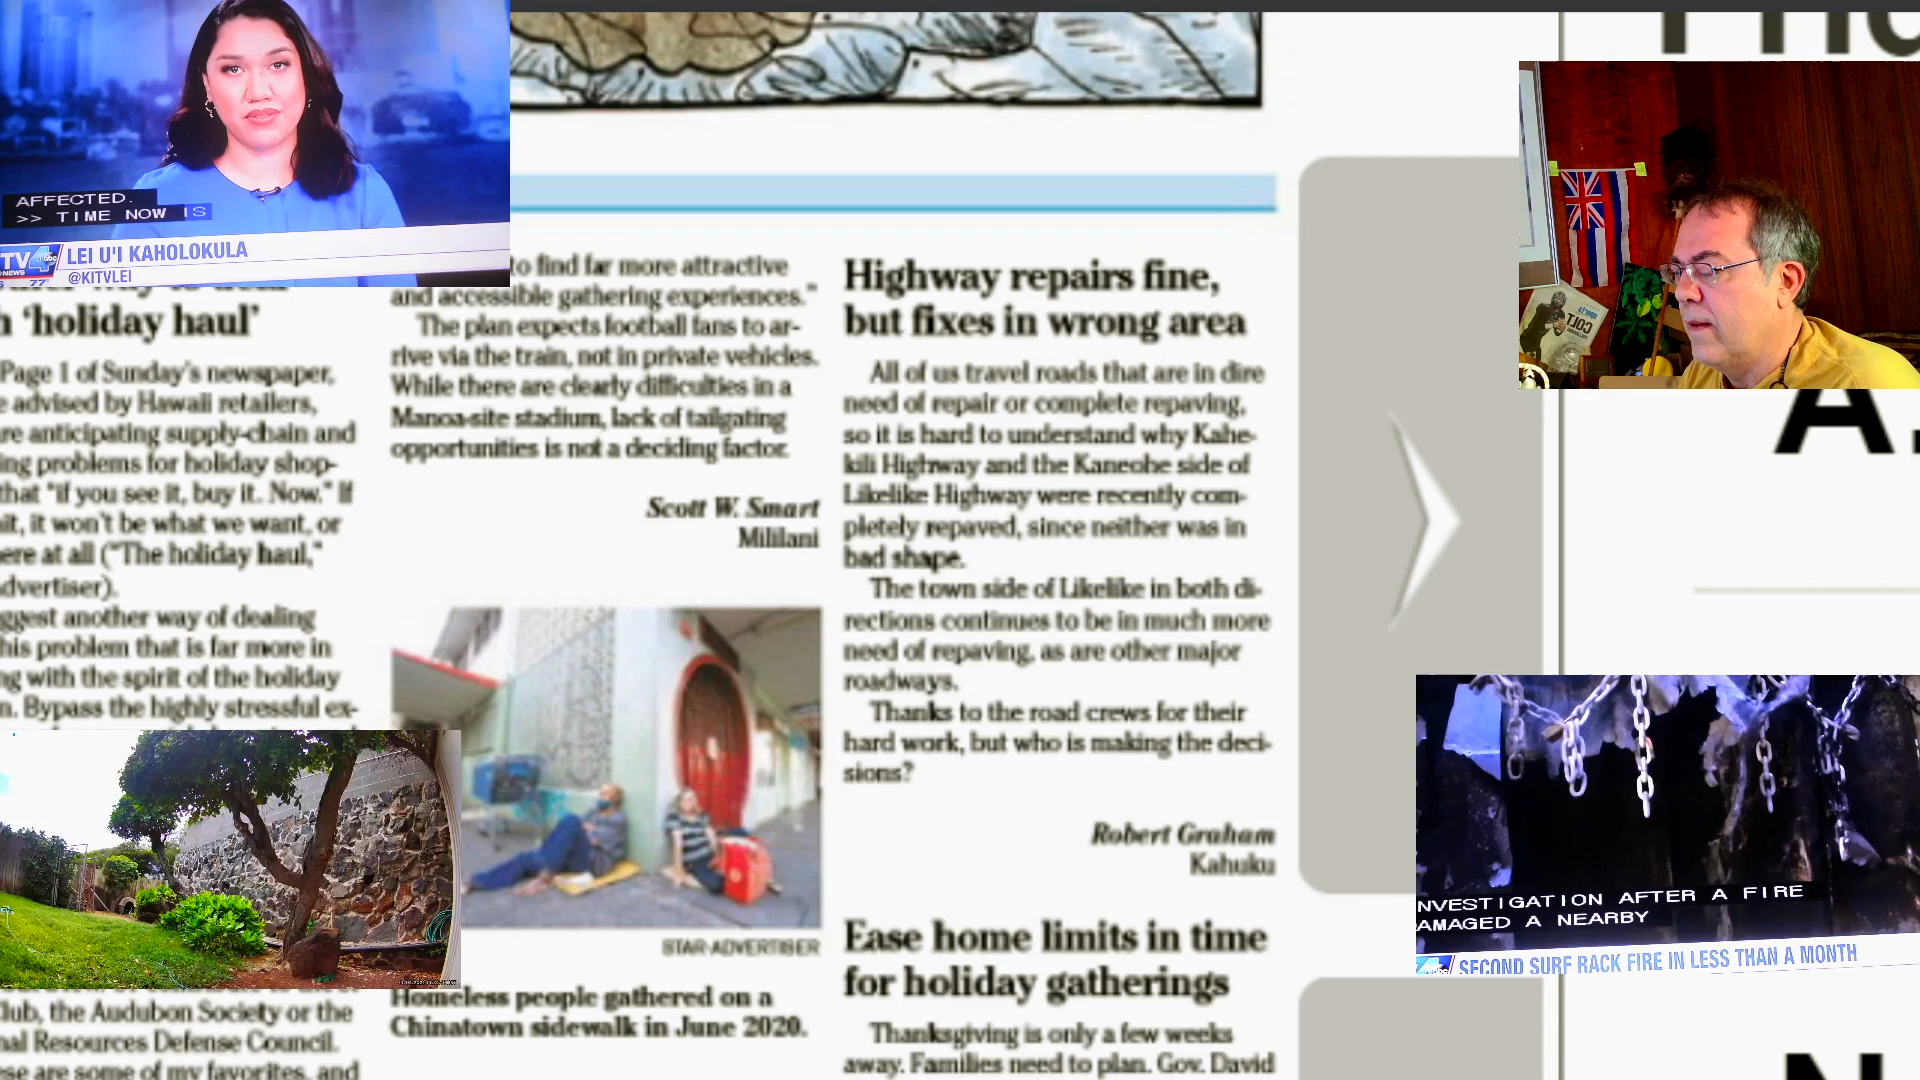 AFFECTED.
>> TIME NOW IS
TV4 abc
NEWS
77°
LEI U'I KAHOLOKULA
@KITVLEI
'holiday haul'
Page 1 of Sunday's newspaper,
advised by Hawaii retailers,
anticipating supply-chain and
problems for holiday shop-
that "if you see it, buy it. Now." If
it won't be what we want, or
at all ("The holiday haul,"
another way of dealing
problem that is far more in
with the spirit of the holiday
Bypass the highly stressful ex-
the Audubon Society or the
Resources Defense Council.
are some of my favorites, and
to find far more attractive
and accessible gathering experiences."
The plan expects football fans to ar-
rive via the train, not in private vehicles.
While there are clearly difficulties in a
Manoa-site stadium, lack of tailgating
opportunities is not a deciding factor.
Scott W. Smart
Mililani
STAR-ADVERTISER
Homeless people gathered on a
Chinatown sidewalk in June 2020.
Highway repairs fine,
but fixes in wrong area
All of us travel roads that are in dire
need of repair or complete repaving,
so it is hard to understand why Kahe-
kili Highway and the Kaneohe side of
Likelike Highway were recently com-
pletely repaved, since neither was in
bad shape.
The town side of Likelike in both di-
rections continues to be in much more
need of repaving, as are other major
roadways.
Thanks to the road crews for their
hard work, but who is making the deci-
sions?
Robert Graham
Kahuku
Ease home limits in time
for holiday gatherings
Thanksgiving is only a few weeks
away. Families need to plan. Gov. David
A.
NVESTIGATION AFTER A FIRE
AMAGED A NEARBY
SECOND SURF RACK FIRE IN LESS THAN A MONTH